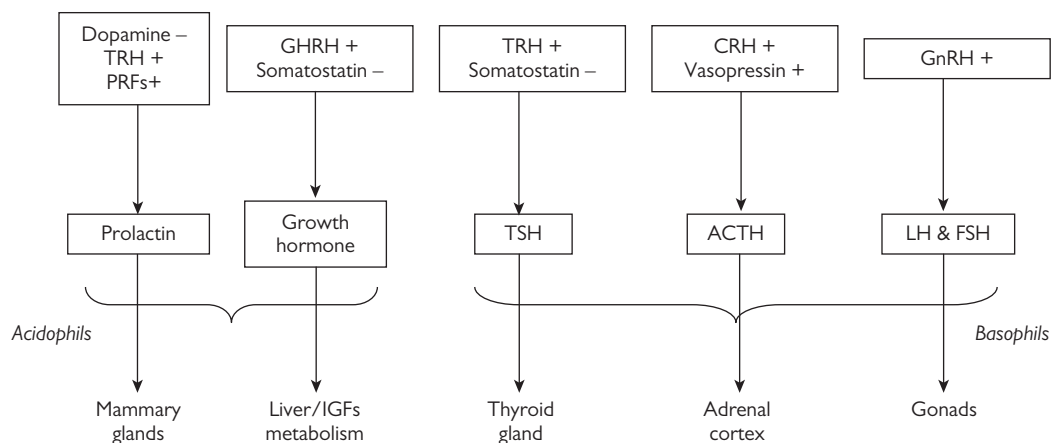 Dopamine –
TRH +
PRFs+
GHRH +
Somatostatin –
TRH +
Somatostatin –
CRH +
Vasopressin +
GnRH +
Prolactin
Growth
hormone
TSH
ACTH
LH & FSH
Acidophils
Basophils
Mammary
glands
Liver/IGFs
metabolism
Thyroid
gland
Adrenal
cortex
Gonads